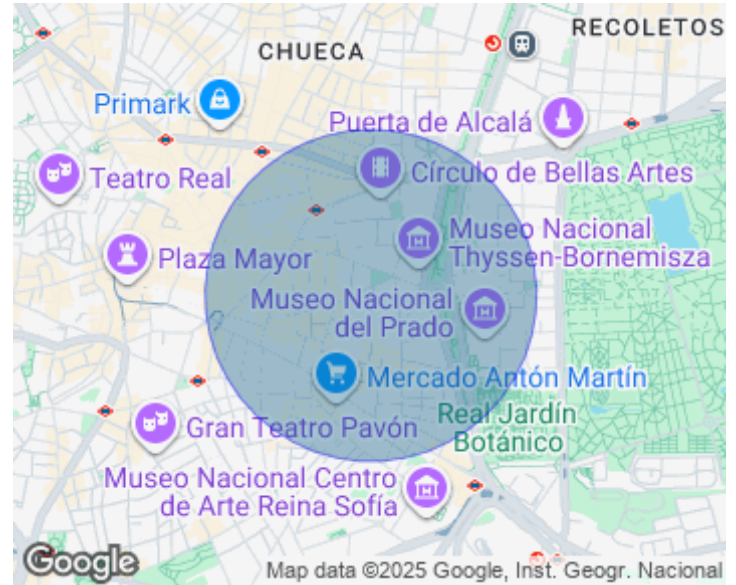 RECOLETOS
CHUECA
Primark
Puerta de Alcalá
Teatro Real
Círculo de Bellas Artes
Museo Nacional
Thyssen-Bornemisza
Plaza Mayor
Museo Nacional
del Prado
Mercado Antón Martín
Gran Teatro Pavón
Real Jardín
Botánico
Museo Nacional Centro
de Arte Reina Sofía
Google
Map data ©2025 Google, Inst. Geogr. Nacional